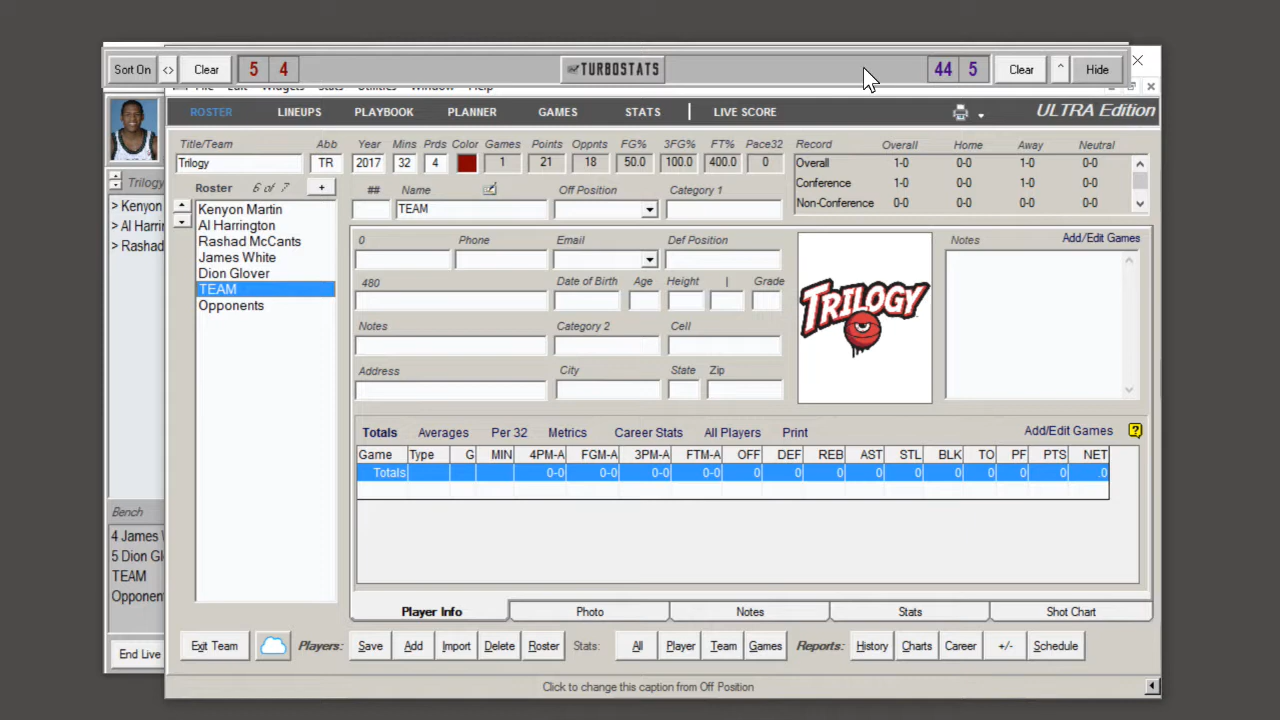 Sort On <> Clear 5 4 TURBOSTATS 44 5 Clear ^ Hide
File Edit Widgets Stats Utilities Window Help
ROSTER LINEUPS PLAYBOOK PLANNER GAMES STATS | LIVE SCORE ULTRA Edition
Title/Team Abb Year Mins Prds Color Games Points Oppnts FG% 3FG% FT% Pace32 Record Overall Home Away Neutral
Trilogy TR 2017 32 4 1 21 18 50.0 100.0 400.0 0 Overall 1-0 0-0 1-0 0-0
Conference 1-0 0-0 1-0 0-0
Non-Conference 0-0 0-0 0-0 0-0
Trilogy
> Kenyon
> Al Harri
> Rashad
Bench
4 James W
5 Dion Gl
TEAM
Opponen
End Live
Roster 6 of 7 +
Kenyon Martin
Al Harrington
Rashad McCants
James White
Dion Glover
TEAM
Opponents
## Name Off Position Category 1
TEAM
0 Phone Email Def Position
480 Date of Birth Age Height | Grade
Notes Category 2 Cell
Address City State Zip
TRILOGY
Notes Add/Edit Games
Totals Averages Per 32 Metrics Career Stats All Players Print Add/Edit Games ?
Game Type G MIN 4PM-A FGM-A 3PM-A FTM-A OFF DEF REB AST STL BLK TO PF PTS NET
Totals 0-0 0-0 0-0 0-0 0 0 0 0 0 0 0 0 0 .0
Player Info Photo Notes Stats Shot Chart
Exit Team Players: Save Add Import Delete Roster Stats: All Player Team Games Reports: History Charts Career +/- Schedule
Click to change this caption from Off Position